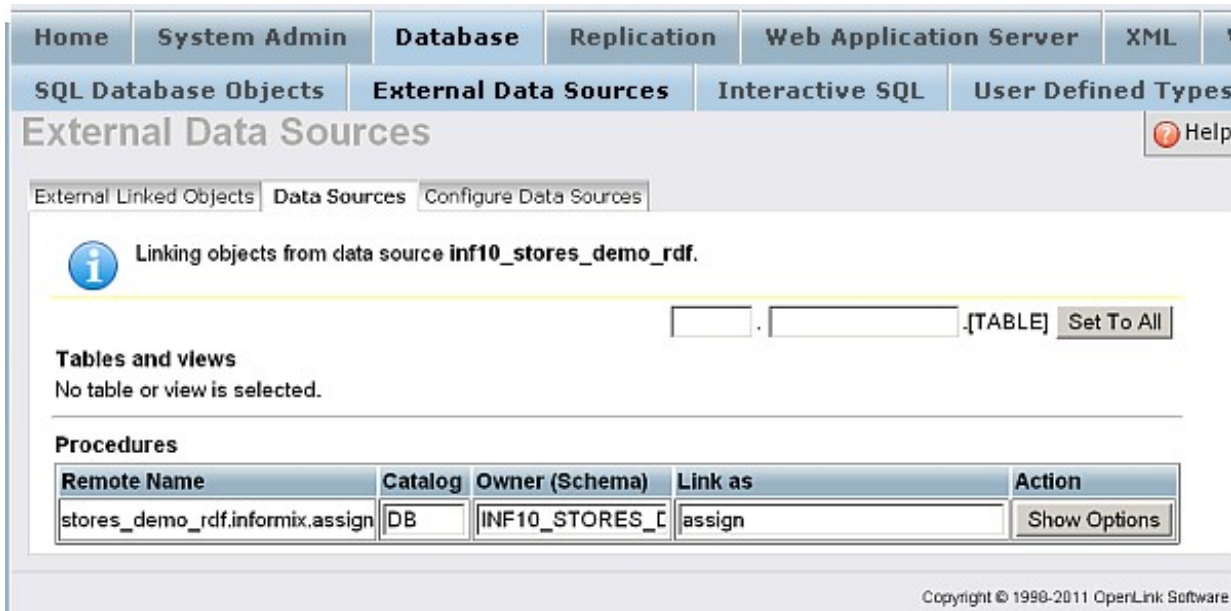 Home System Admin Database Replication Web Application Server XML
SQL Database Objects External Data Sources Interactive SQL User Defined Types
External Data Sources
Help
External Linked Objects Data Sources Configure Data Sources
Linking objects from data source inf10_stores_demo_rdf.
. .[TABLE] Set To All
Tables and views
No table or view is selected.
Procedures
Remote Name Catalog Owner (Schema) Link as Action
stores_demo_rdf.informix.assign DB INF10_STORES_D assign Show Options
Copyright © 1998-2011 OpenLink Software